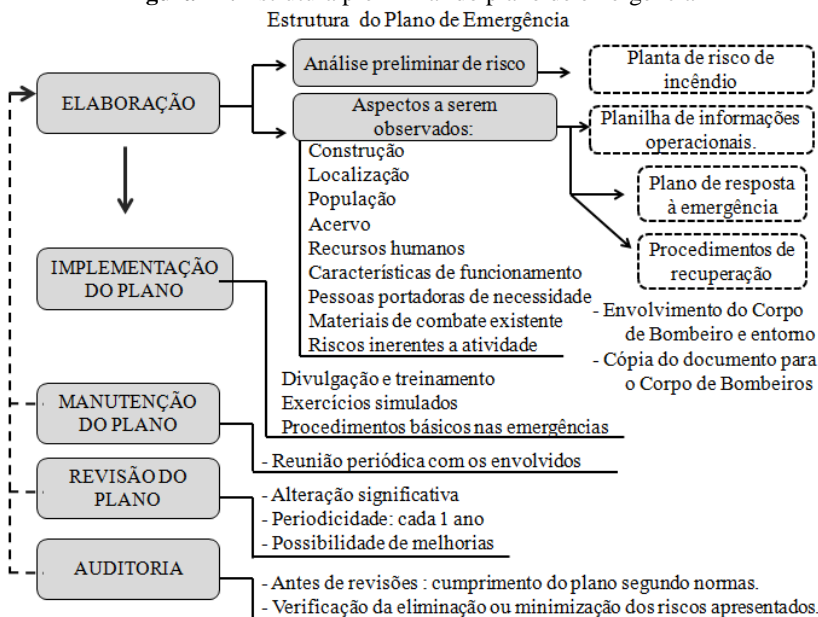 Estrutura do Plano de Emergência
ELABORAÇÃO
Análise preliminar de risco
Planta de risco de
incêndio
Aspectos a serem
observados:
Construção
Localização
População
Acervo
Recursos humanos
Características de funcionamento
Pessoas portadoras de necessidade
Materiais de combate existente
Riscos inerentes a atividade
Planilha de informações
operacionais.
Plano de resposta
à emergência
Procedimentos de
recuperação
- Envolvimento do Corpo
de Bombeiro e entorno
- Cópia do documento para
o Corpo de Bombeiros
IMPLEMENTAÇÃO
DO PLANO
Divulgação e treinamento
Exercícios simulados
Procedimentos básicos nas emergências
MANUTENÇÃO
DO PLANO
- Reunião periódica com os envolvidos
REVISÃO DO
PLANO
- Alteração significativa
- Periodicidade: cada 1 ano
- Possibilidade de melhorias
AUDITORIA
- Antes de revisões : cumprimento do plano segundo normas.
- Verificação da eliminação ou minimização dos riscos apresentados.